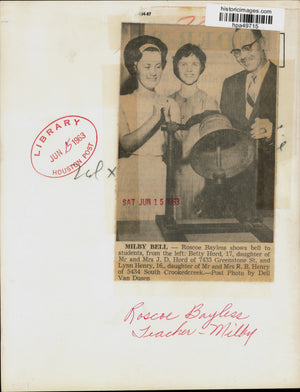 historicimages.com
hpa49715
LIBRARY
JUN 5 1963
HOUSTON POST
SAT JUN 15 1963
MILBY BELL — Roscoe Bayless shows bell to
students, from the left: Betty Hord, 17, daughter of
Mr and Mrs J. D. Hord of 7433 Greenstone St, and
Lynn Henry, 16, daughter of Mr and Mrs R. B. Henry
of 5434 South Crookedcreek.—Post Photo by Dell
Van Dusen
Roscoe Bayless
Teacher - Milby